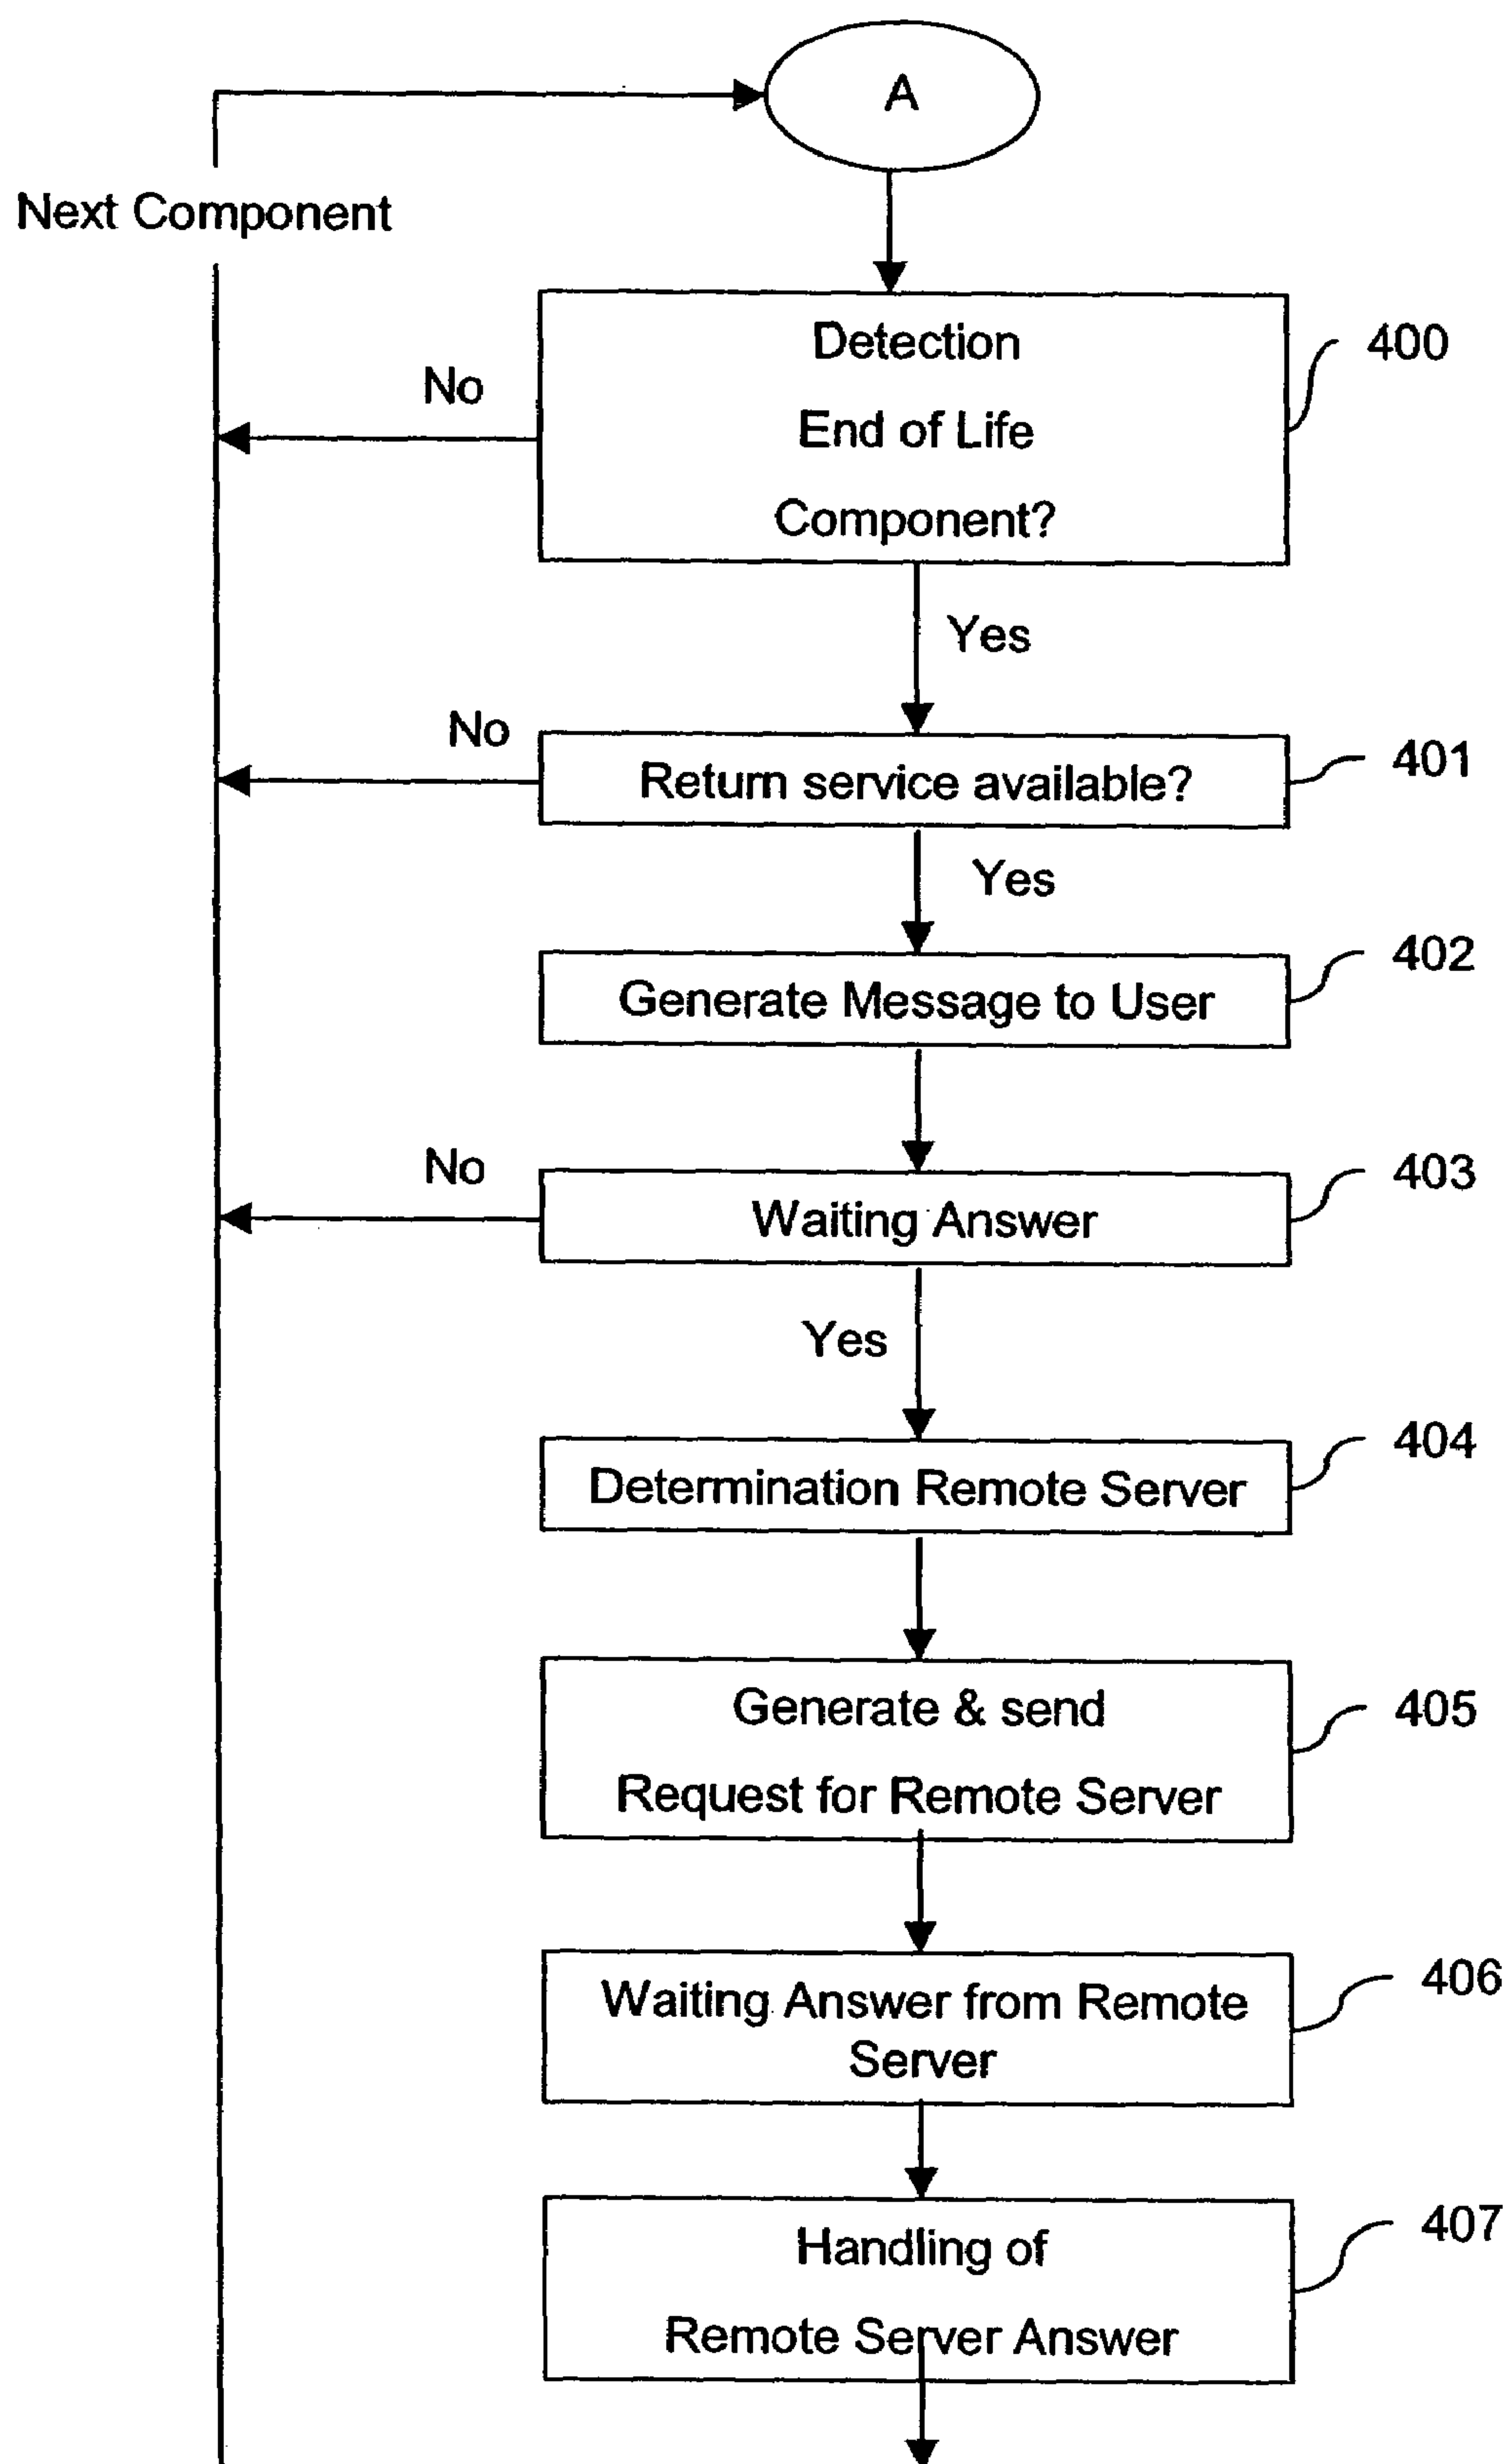 A
Next Component
Detection
End of Life
Component?
400
No
Yes
No
Return service available?
401
Yes
Generate Message to User
402
No
Waiting Answer
403
Yes
Determination Remote Server
404
Generate & send
Request for Remote Server
405
Waiting Answer from Remote
Server
406
Handling of
Remote Server Answer
407